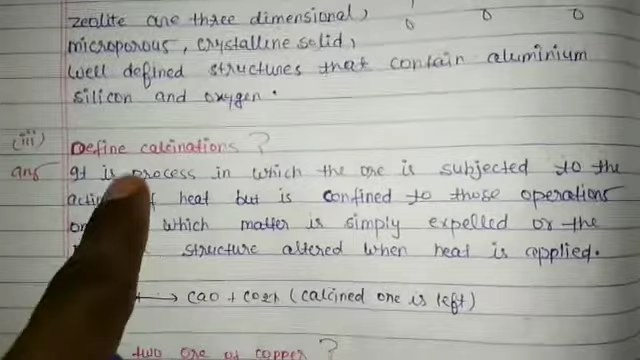 zeolite are three dimensional,
microporous, crystalline solid,
well defined structures that contain aluminium
silicon and oxygen.
(iii) Define calcinations?
ans It is process in which the ore is subjected to the
of heat but is confined to those operations
which matter is simply expelled or the
structure altered when heat is applied.
→ CaO + CO2↑ (calcined ore is left)
two ore of copper?